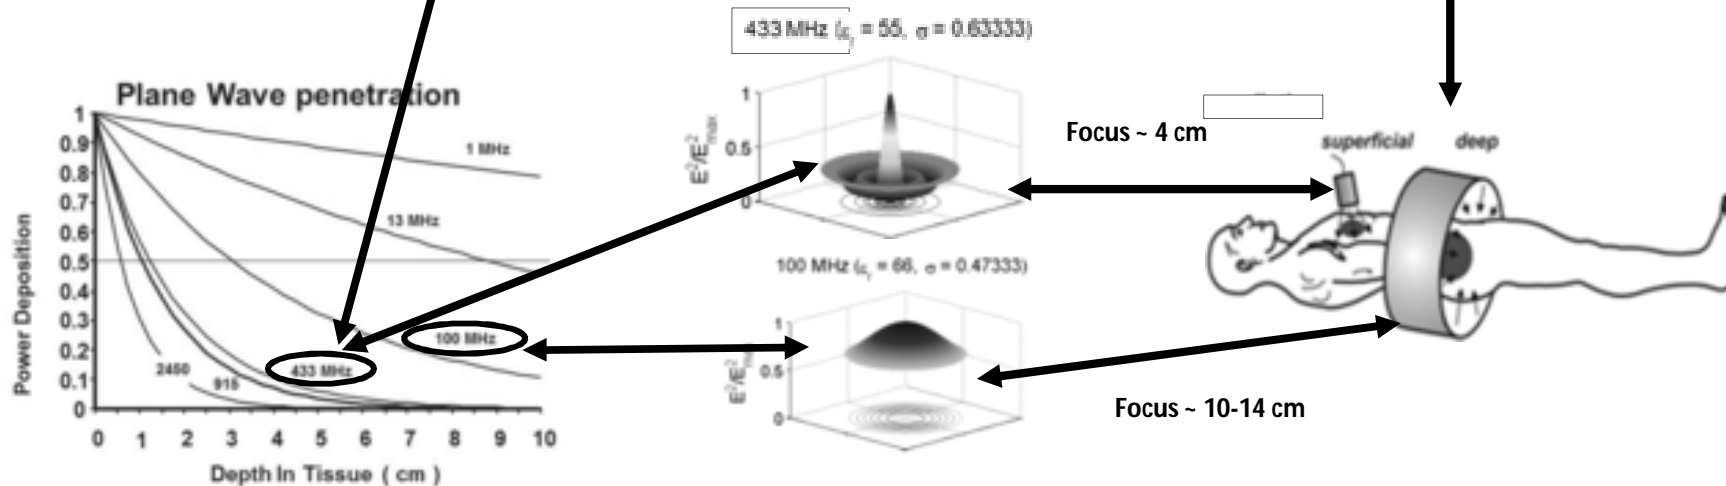 Plane Wave penetration
Power Deposition
1
0.9
0.8
0.7
0.6
0.5
0.4
0.3
0.2
0.1
0
1 MHz
13 MHz
100 MHz
433 MHz
915
2450
0 1 2 3 4 5 6 7 8 9 10
Depth In Tissue ( cm )
433 MHz (εr = 55, σ = 0.63333)
E²/E²max
1
0.5
0
100 MHz (εr = 66, σ = 0.47333)
E²/E²
1
0.5
0
Focus ~ 4 cm
superficial deep
Focus ~ 10-14 cm